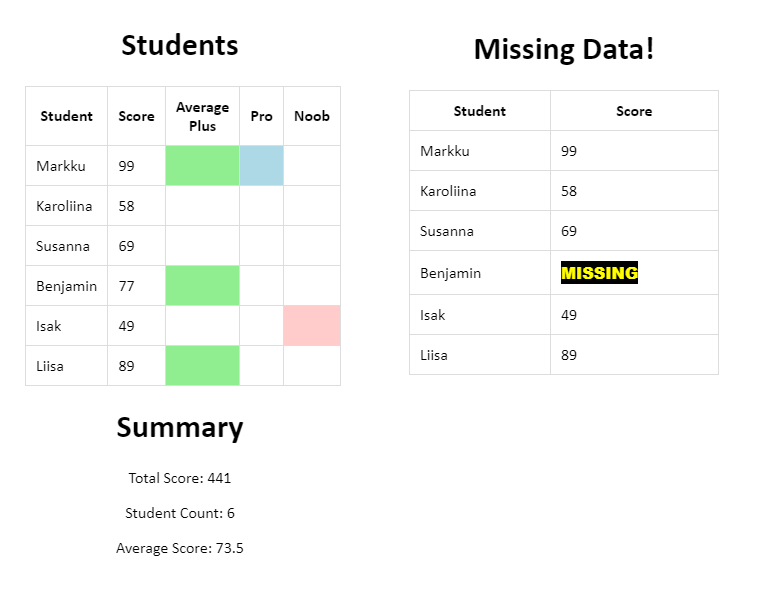 Students
Student Score Average Plus Pro Noob
Markku 99
Karoliina 58
Susanna 69
Benjamin 77
Isak 49
Liisa 89
Summary
Total Score: 441
Student Count: 6
Average Score: 73.5
Missing Data!
Student Score
Markku 99
Karoliina 58
Susanna 69
Benjamin MISSING
Isak 49
Liisa 89